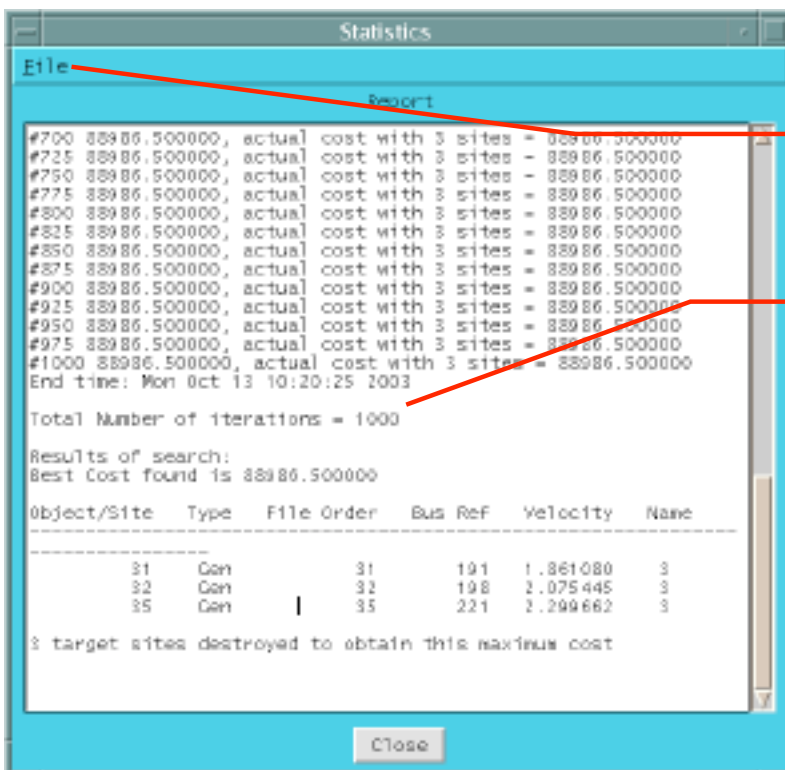 Statistics
File
Report
#700 88986.500000, actual cost with 3 sites = 88986.500000
#725 88986.500000, actual cost with 3 sites = 88986.500000
#750 88986.500000, actual cost with 3 sites = 88986.500000
#775 88986.500000, actual cost with 3 sites = 88986.500000
#800 88986.500000, actual cost with 3 sites = 88986.500000
#825 88986.500000, actual cost with 3 sites = 88986.500000
#850 88986.500000, actual cost with 3 sites = 88986.500000
#875 88986.500000, actual cost with 3 sites = 88986.500000
#900 88986.500000, actual cost with 3 sites = 88986.500000
#925 88986.500000, actual cost with 3 sites = 88986.500000
#950 88986.500000, actual cost with 3 sites = 88986.500000
#975 88986.500000, actual cost with 3 sites = 88986.500000
#1000 88986.500000, actual cost with 3 sites = 88986.500000
End time: Mon Oct 13 10:20:25 2003
Total Number of iterations = 1000
Results of search:
Best Cost found is 88986.500000
Object/Site Type File Order Bus Ref Velocity Name
--------------------------------------------------------------------
-----------------
31 Gen 31 191 1.861080 3
32 Gen 32 198 2.075445 3
35 Gen 35 221 2.299662 3
3 target sites destroyed to obtain this maximum cost
Close